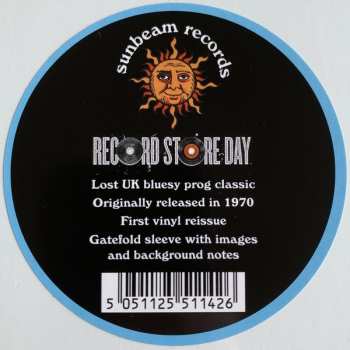 sunbeam records
RECORD STORE DAY
Lost UK bluesy prog classic
Originally released in 1970
First vinyl reissue
Gatefold sleeve with images
and background notes
5 051125 511426